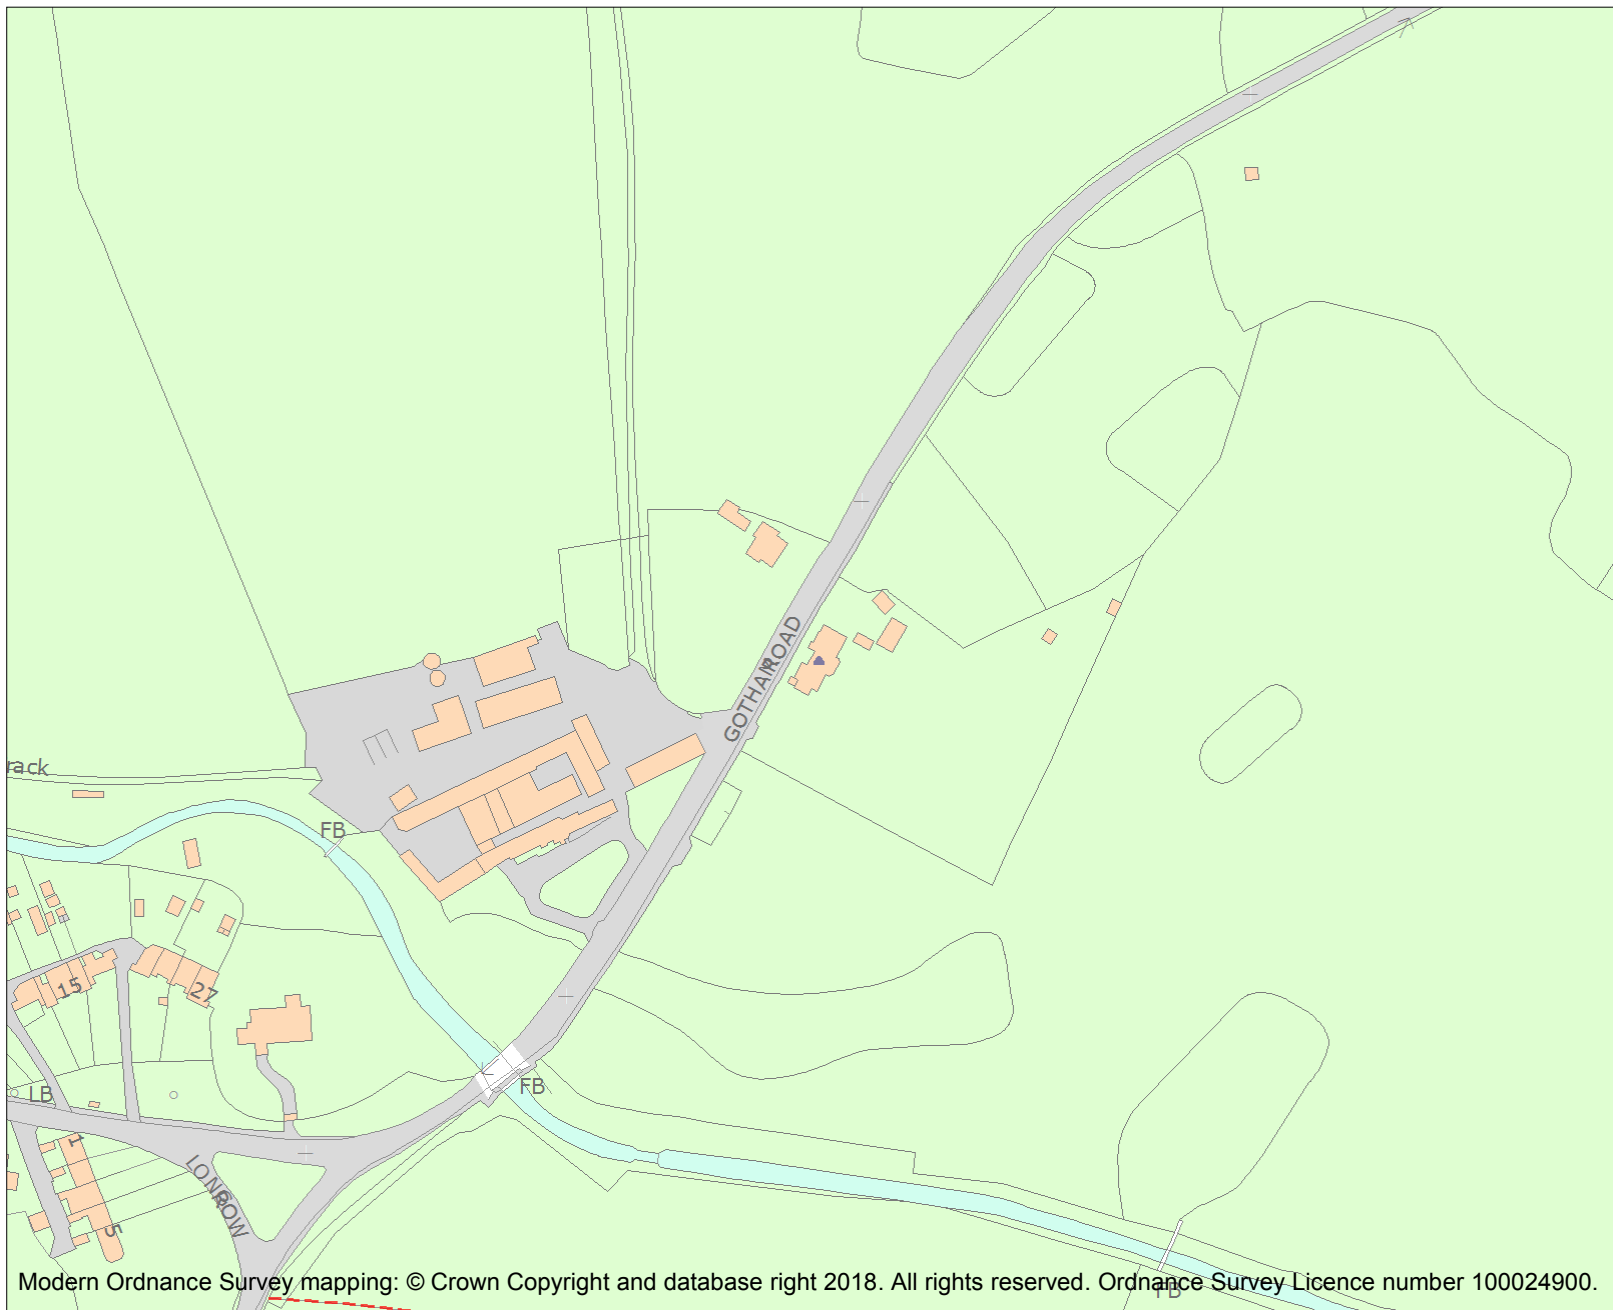 GOTHAM ROAD
rack
FB
15
27
LB
FB
1
LONG ROW
5
FB
Modern Ordnance Survey mapping: © Crown Copyright and database right 2018. All rights reserved. Ordnance Survey Licence number 100024900.